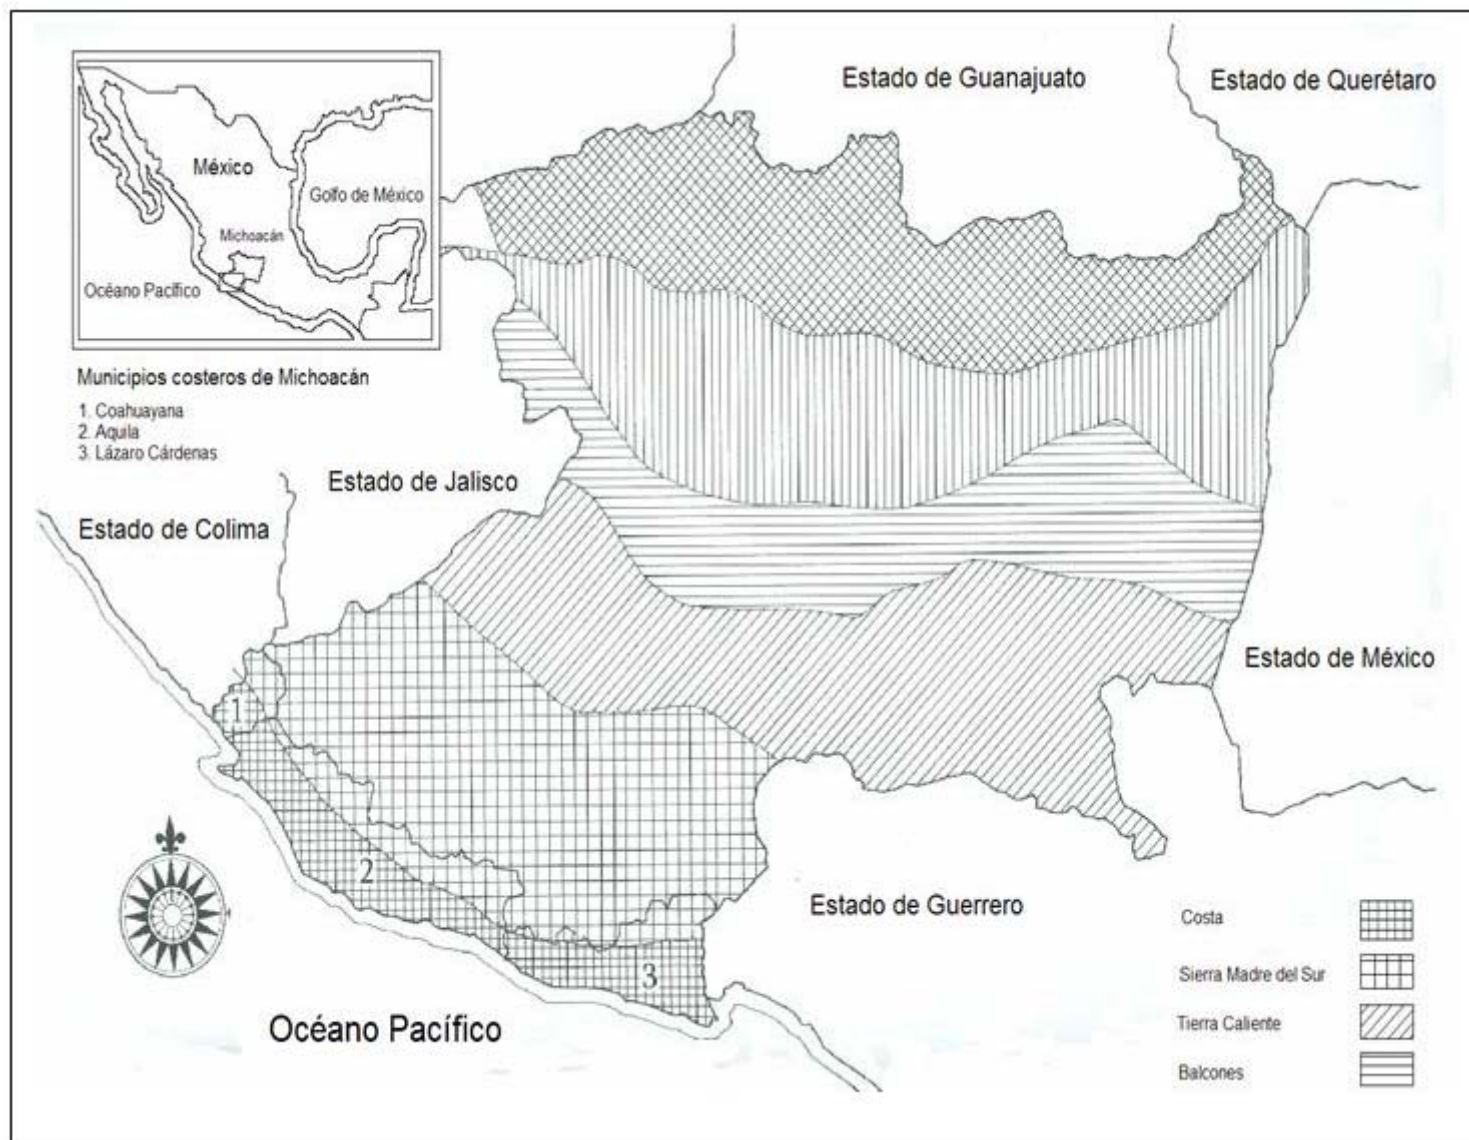 Estado de Guanajuato
Estado de Querétaro
México
Golfo de México
Michoacán
Océano Pacífico
Municipios costeros de Michoacán
1. Coahuayana
2. Aquila
3. Lázaro Cárdenas
Estado de Jalisco
Estado de Colima
Estado de México
1
2
3
Estado de Guerrero
Océano Pacífico
Costa
Sierra Madre del Sur
Tierra Caliente
Balcones